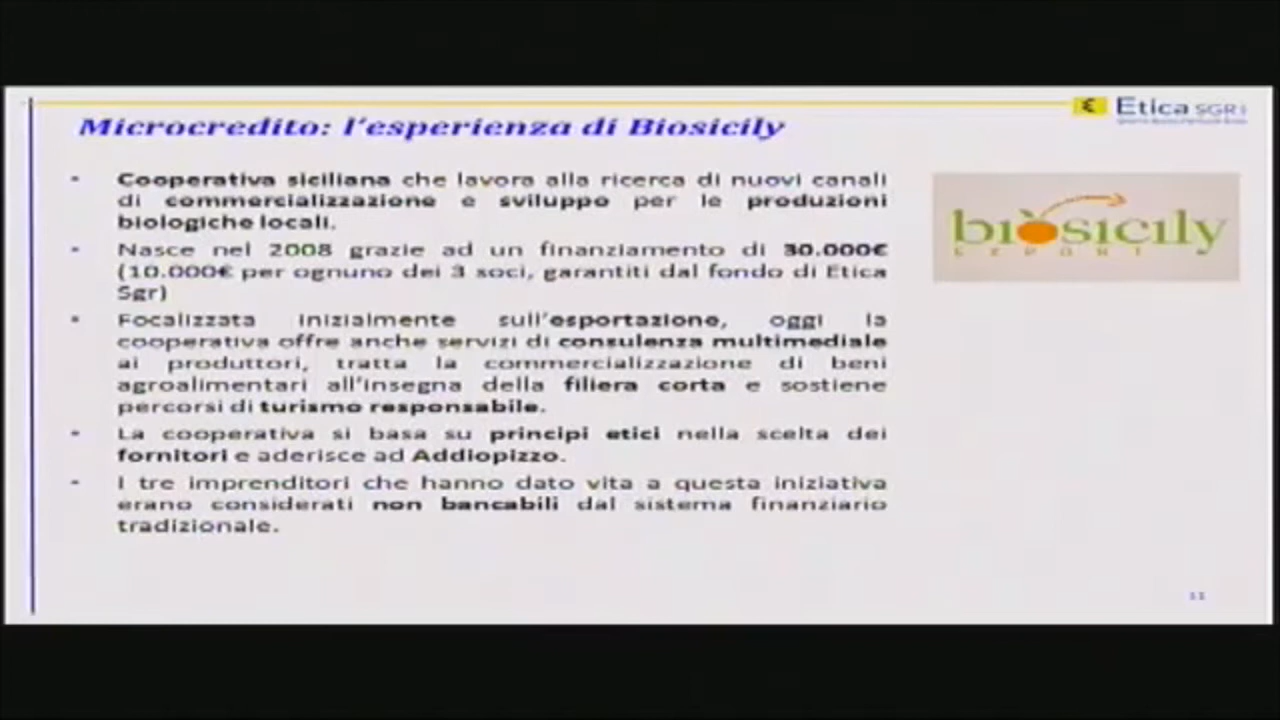 Etica SGR
Microcredito: l'esperienza di Biosicily
- Cooperativa siciliana che lavora alla ricerca di nuovi canali
di commercializzazione e sviluppo per le produzioni
biologiche locali.
- Nasce nel 2008 grazie ad un finanziamento di 30.000€
(10.000€ per ognuno dei 3 soci, garantiti dal fondo di Etica
Sgr)
- Focalizzata inizialmente sull'esportazione, oggi la
cooperativa offre anche servizi di consulenza multimediale
ai produttori, tratta la commercializzazione di beni
agroalimentari all'insegna della filiera corta e sostiene
percorsi di turismo responsabile.
- La cooperativa si basa su principi etici nella scelta dei
fornitori e aderisce ad Addiopizzo.
- I tre imprenditori che hanno dato vita a questa iniziativa
erano considerati non bancabili dal sistema finanziario
tradizionale.
biòsicily
EXPORT
11